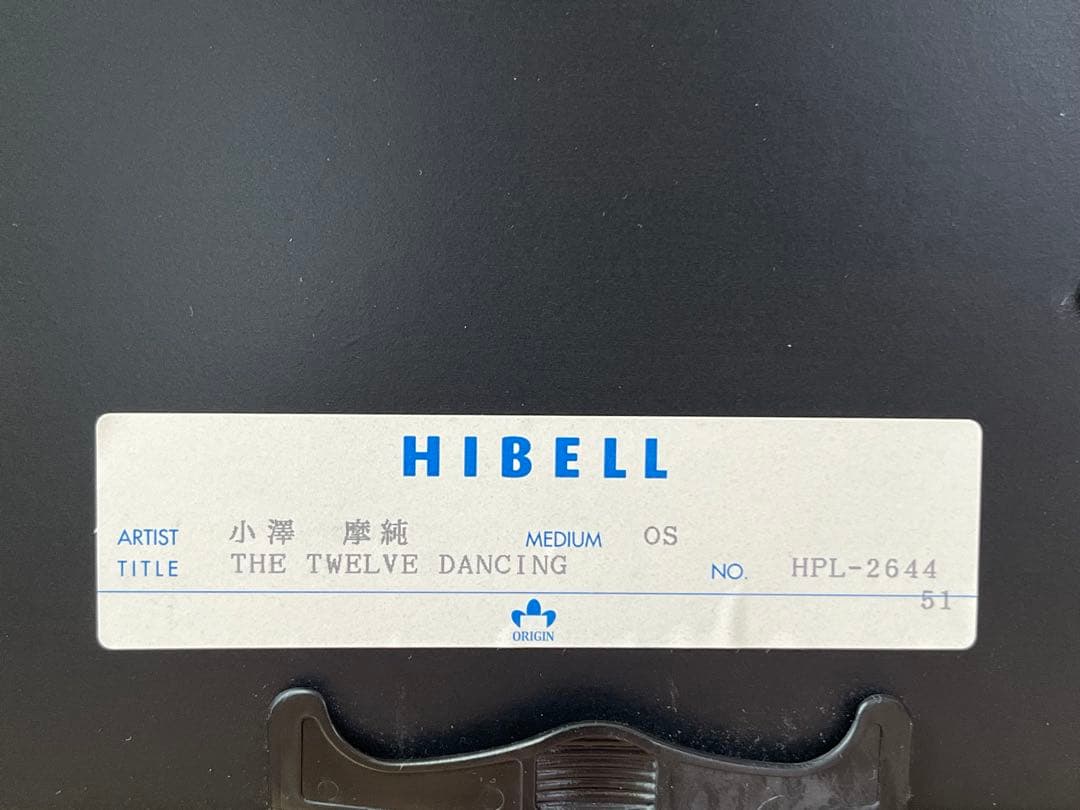 HIBELL
ARTIST 小澤 摩純 MEDIUM OS
TITLE THE TWELVE DANCING NO. HPL-2644
51
ORIGIN